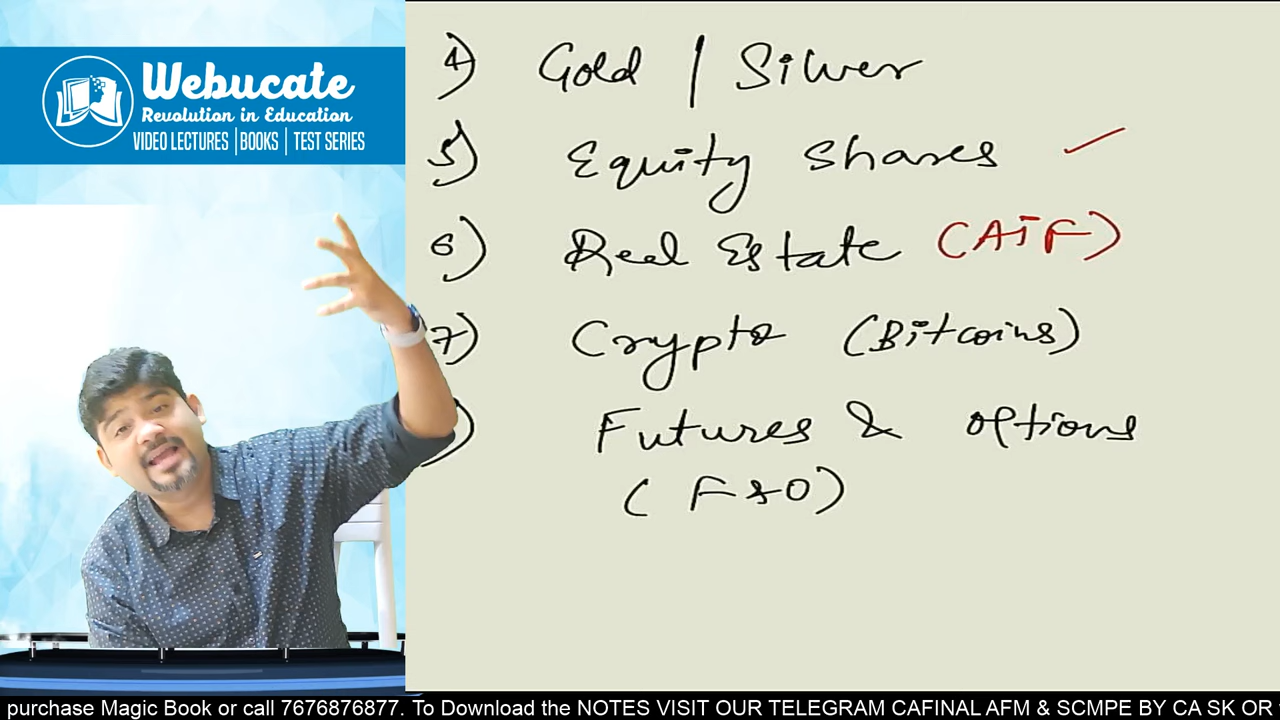 Webucate
Revolution in Education
VIDEO LECTURES | BOOKS | TEST SERIES
4) Gold | Silver
5) Equity Shares
6) Real Estate (AIF)
7) Crypto (Bitcoins)
) Futures & options
(F&O)
purchase Magic Book or call 7676876877. To Download the NOTES VISIT OUR TELEGRAM CAFINAL AFM & SCMPE BY CA SK OR